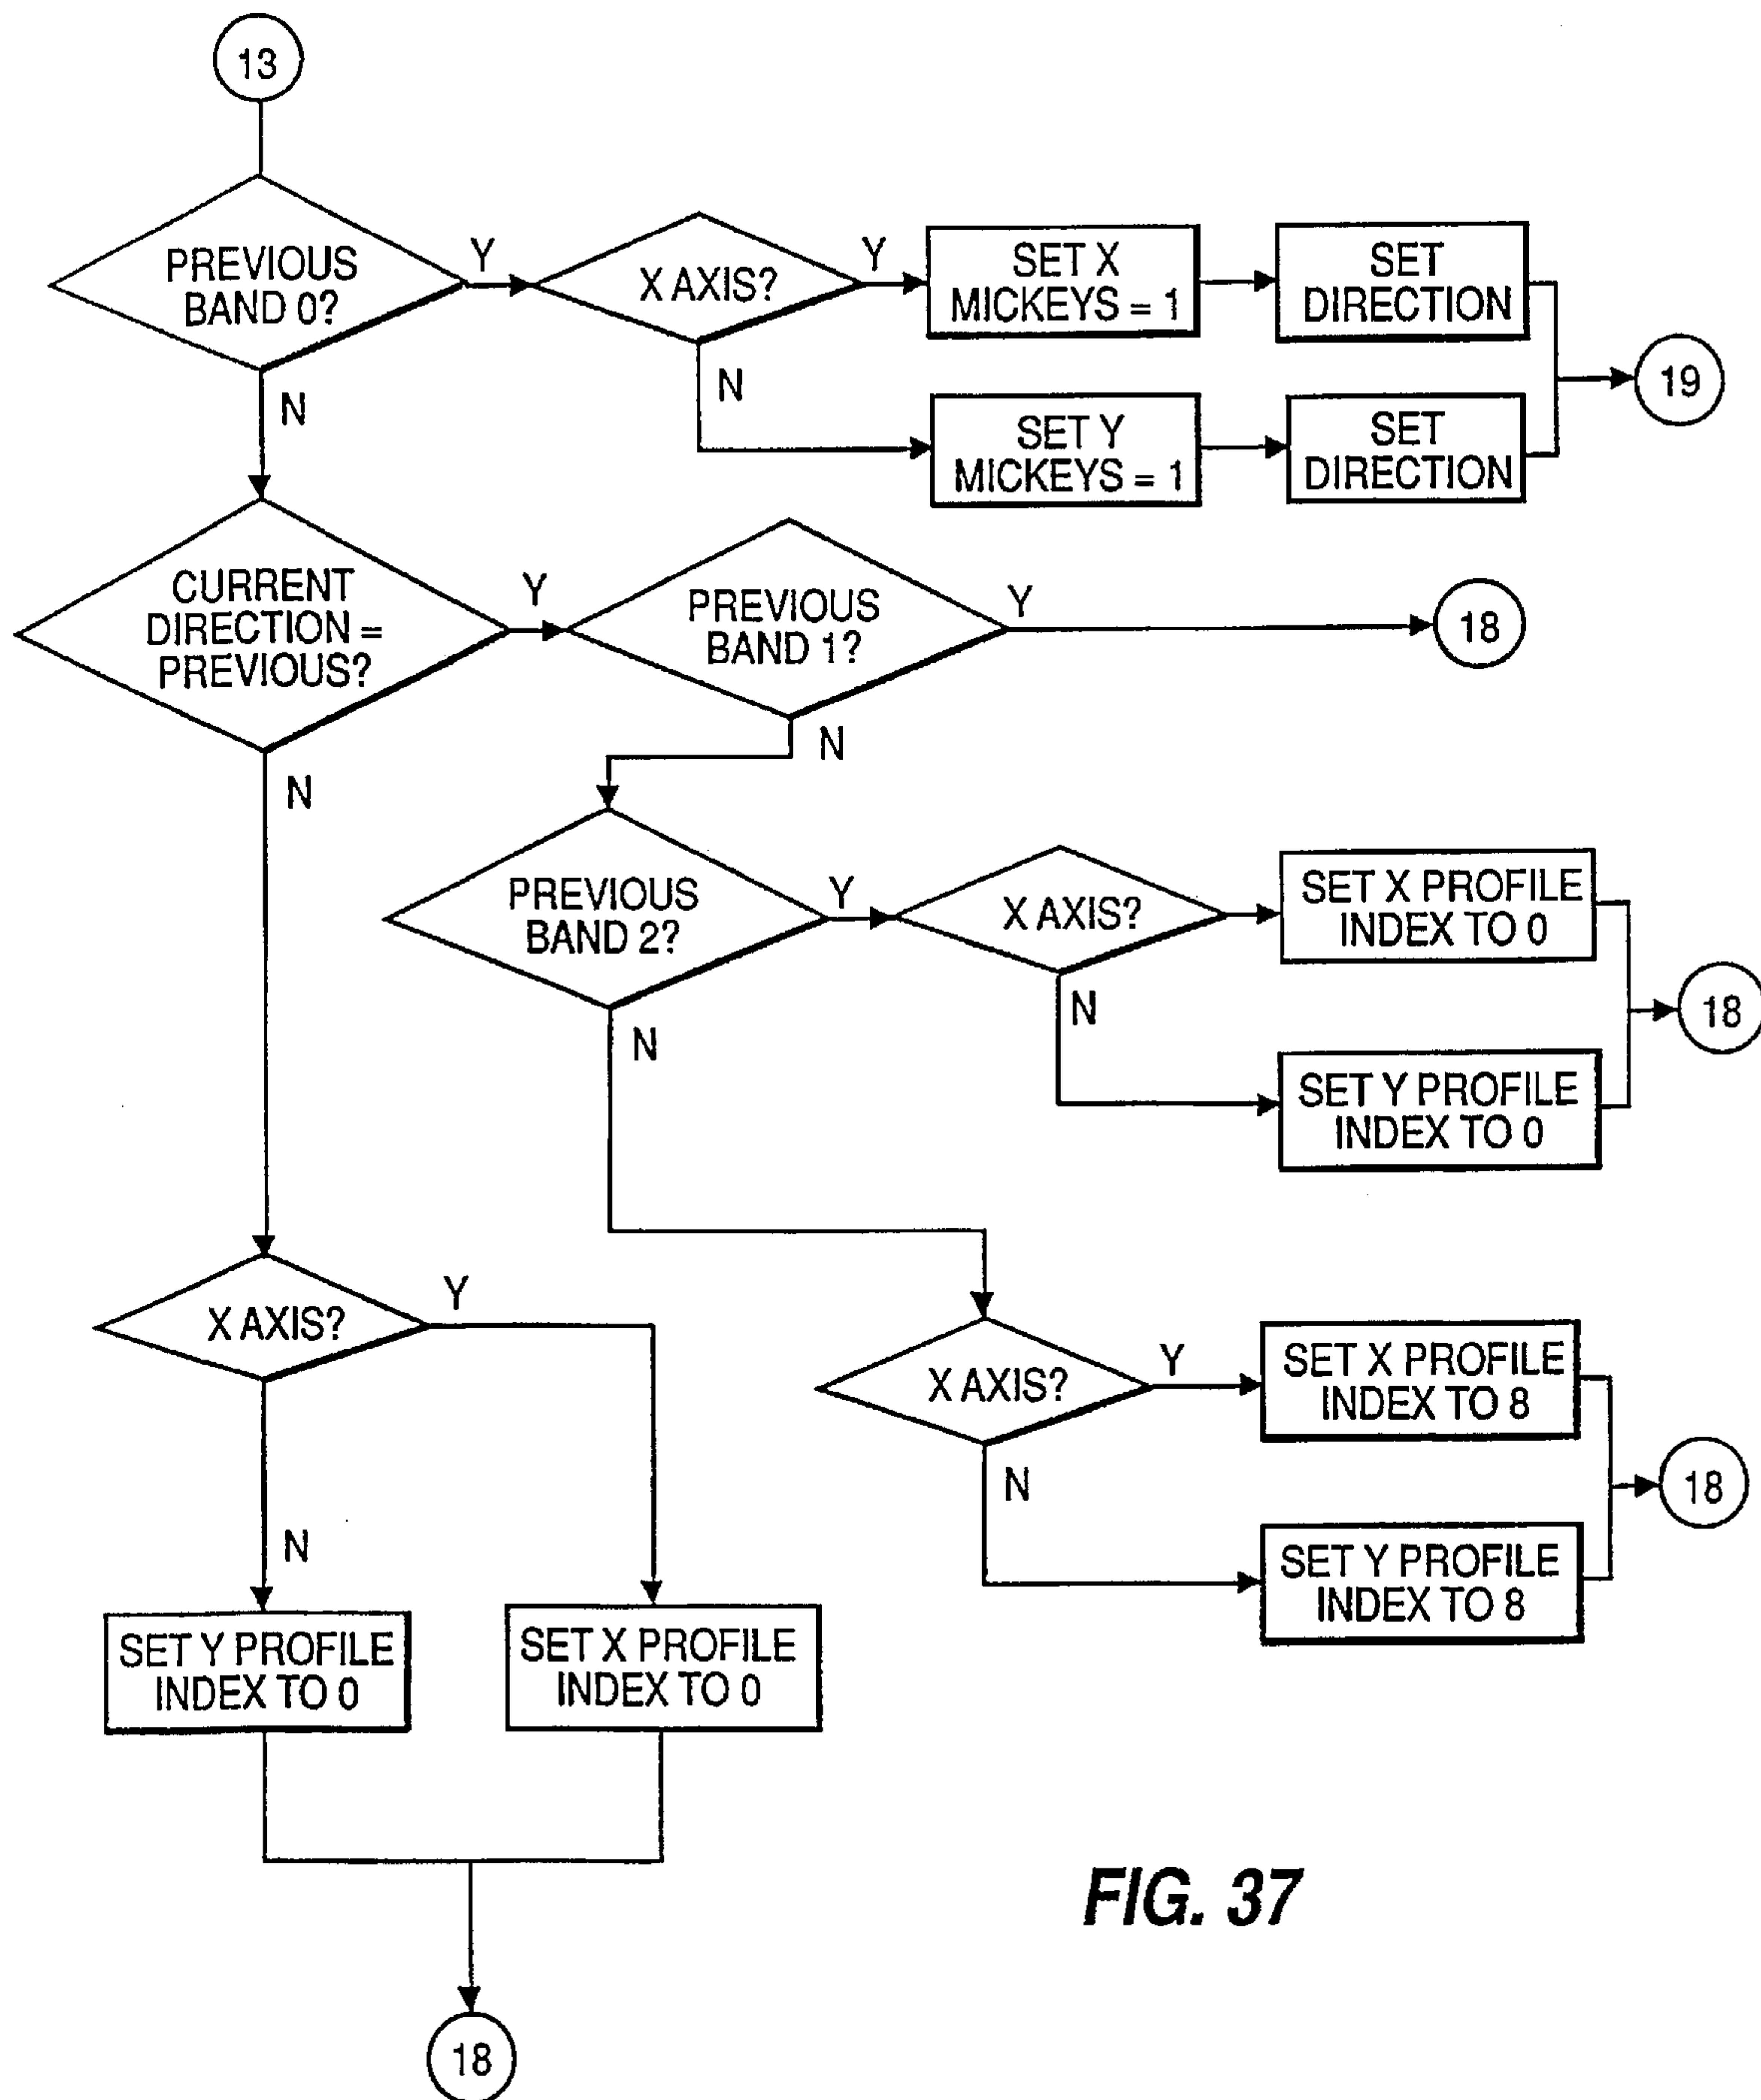 13
PREVIOUS
BAND 0?
Y
X AXIS?
Y
SET X
MICKEYS = 1
SET
DIRECTION
N
N
SET Y
MICKEYS = 1
SET
DIRECTION
19
CURRENT
DIRECTION =
PREVIOUS?
Y
PREVIOUS
BAND 1?
Y
18
N
N
PREVIOUS
BAND 2?
Y
X AXIS?
SET X PROFILE
INDEX TO 0
N
N
SET Y PROFILE
INDEX TO 0
18
X AXIS?
Y
X AXIS?
Y
SET X PROFILE
INDEX TO 8
N
N
SET Y PROFILE
INDEX TO 8
18
SET Y PROFILE
INDEX TO 0
SET X PROFILE
INDEX TO 0
18
FIG. 37